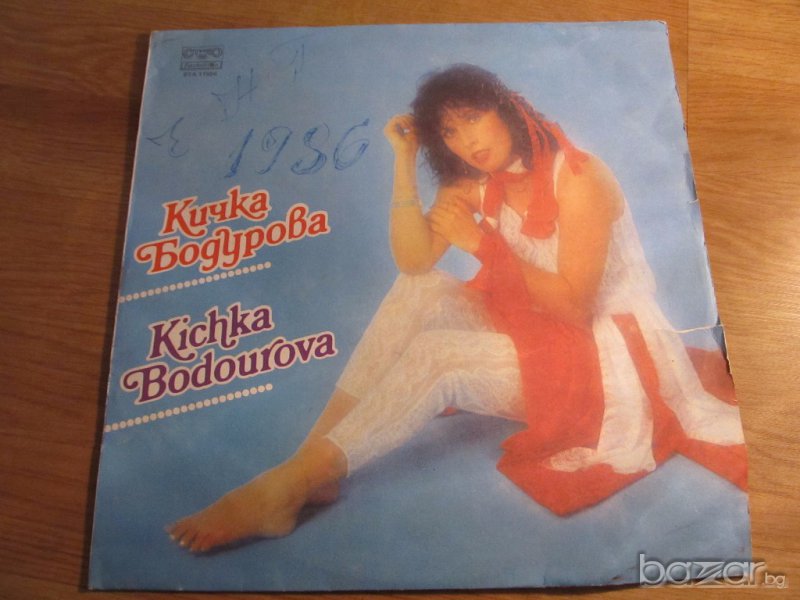 1986
Кичка
Бодурова
Kichka
Bodourova
bazar.bg